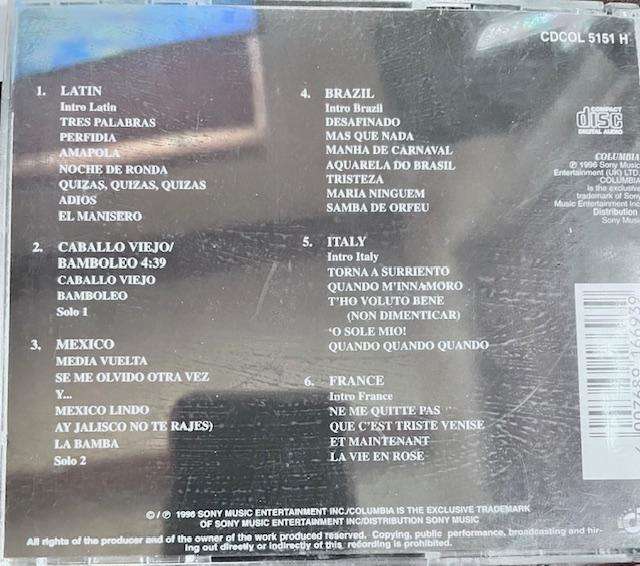 CDCOL 5151 H
1. LATIN
Intro Latin
TRES PALABRAS
PERFIDIA
AMAPOLA
NOCHE DE RONDA
QUIZAS, QUIZAS, QUIZAS
ADIOS
EL MANISERO
2. CABALLO VIEJO/
BAMBOLEO 4:39
CABALLO VIEJO
BAMBOLEO
Solo 1
3. MEXICO
MEDIA VUELTA
SE ME OLVIDO OTRA VEZ
Y...
MEXICO LINDO
AY JALISCO NO TE RAJES)
LA BAMBA
Solo 2
4. BRAZIL
Intro Brazil
DESAFINADO
MAS QUE NADA
MANHA DE CARNAVAL
AQUARELA DO BRASIL
TRISTEZA
MARIA NINGUEM
SAMBA DE ORFEU
5. ITALY
Intro Italy
TORNA A SURRIENTO
QUANDO M'INNAMORO
T'HO VOLUTO BENE
(NON DIMENTICAR)
'O SOLE MIO!
QUANDO QUANDO QUANDO
6. FRANCE
Intro France
NE ME QUITTE PAS
QUE C'EST TRISTE VENISE
ET MAINTENANT
LA VIE EN ROSE
COMPACT
disc
DIGITAL AUDIO
COLUMBIA
℗ 1996 Sony Music
Entertainment (UK) LTD.
COLUMBIA
is the exclusive
trademark of Sony
Music Entertainment Inc.
Distribution
Sony Music
©/℗ 1996 SONY MUSIC ENTERTAINMENT INC./COLUMBIA IS THE EXCLUSIVE TRADEMARK
OF SONY MUSIC ENTERTAINMENT INC/DISTRIBUTION SONY MUSIC
All rights of the producer and of the owner of the work produced reserved. Copying, public performance, broadcasting and hir-
ing out directly or indirectly of this recording is prohibited.